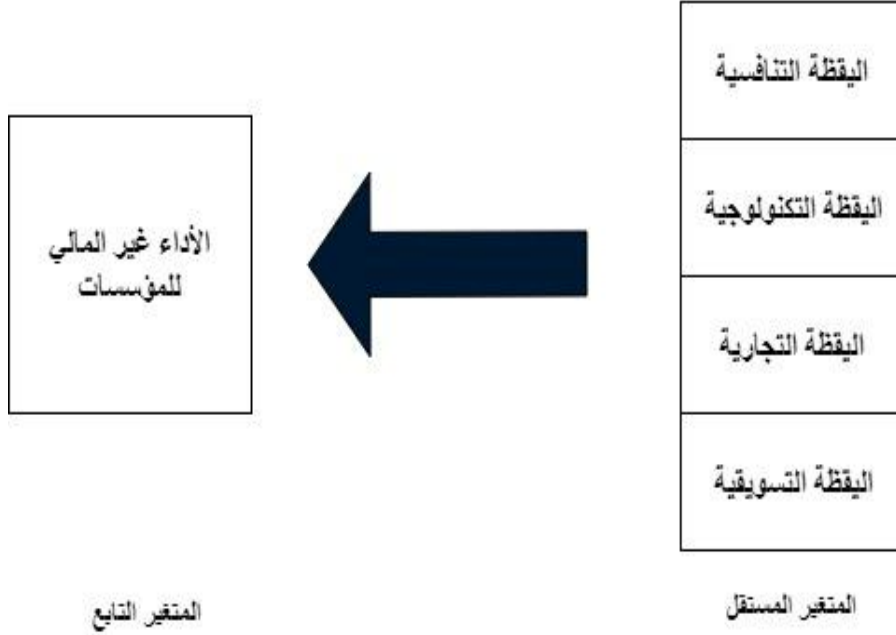 اليقظة التنافسية
اليقظة التكنولوجية
اليقظة التجارية
اليقظة التسويقية
المتغير المستقل
الأداء غير المالي
للمؤسسات
المتغير التابع